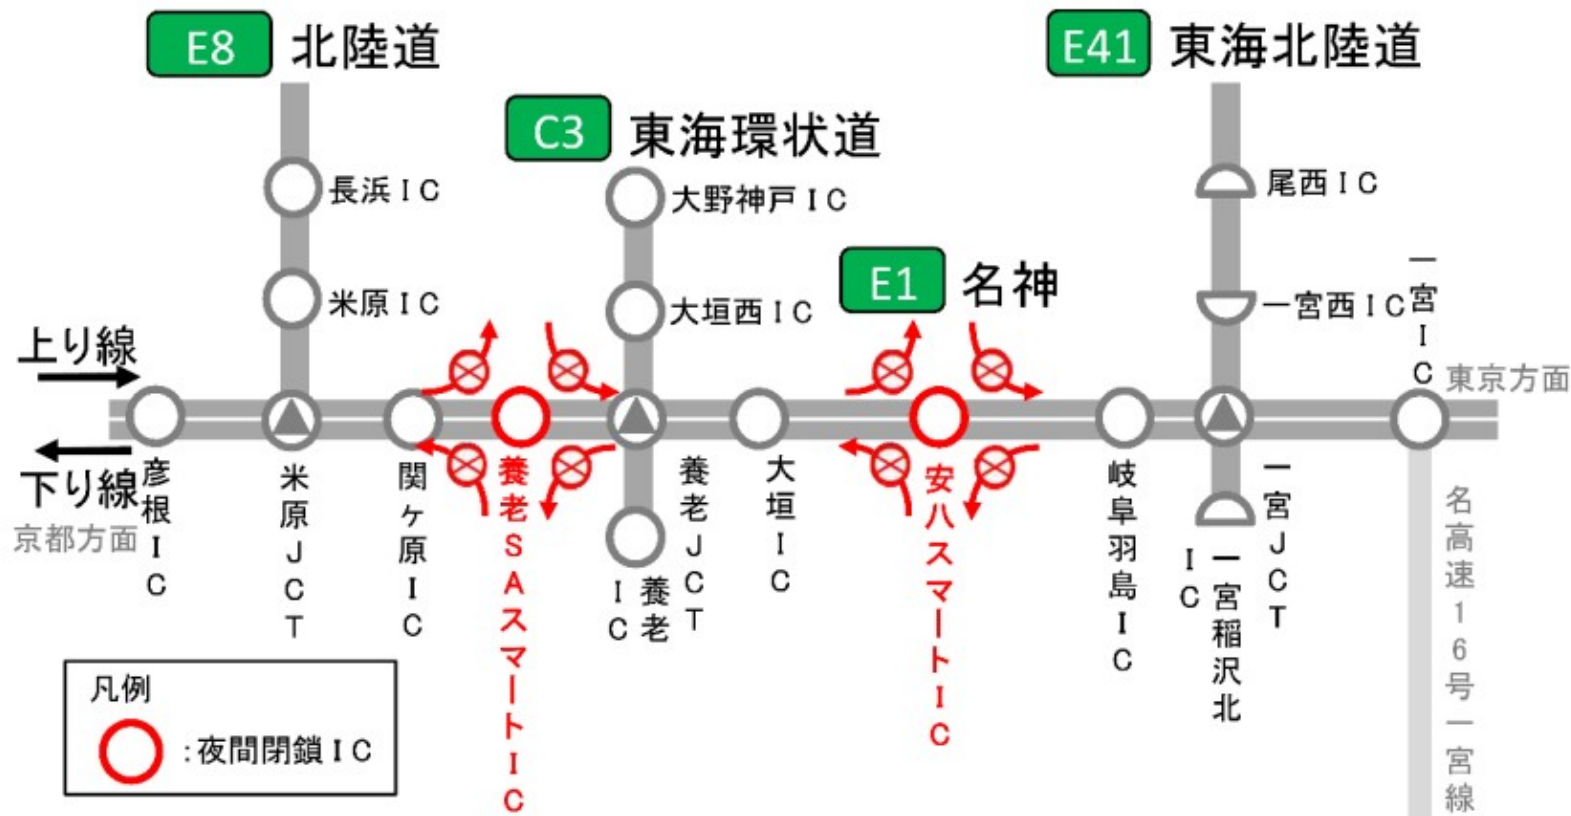 E8 北陸道
E41 東海北陸道
C3 東海環状道
長浜IC
大野神戸IC
尾西IC
E1 名神
米原IC
大垣西IC
一宮西IC
一宮IC
上り線
東京方面
下り線
京都方面
彦根IC
米原JCT
関ヶ原IC
養老SAスマートIC
養老IC
養老JCT
大垣IC
安八スマートIC
岐阜羽島IC
一宮稲沢北IC
一宮JCT
名高速16号一宮線
凡例
:夜間閉鎖IC